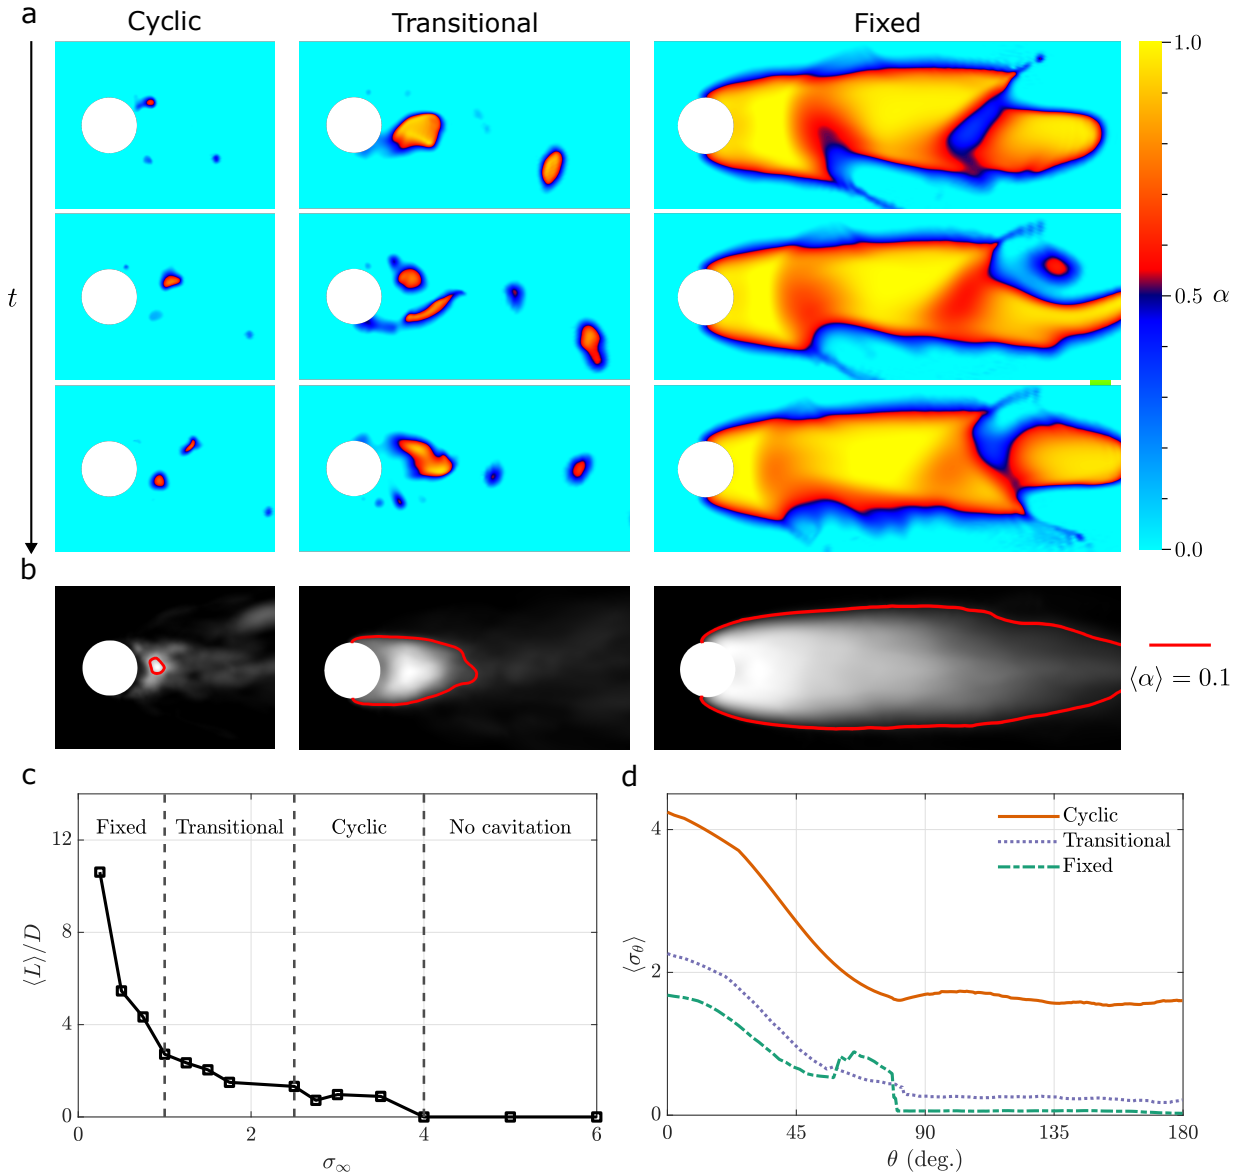 a
Cyclic
Transitional
Fixed
t
1.0
0.5
α
0.0
b
⟨α⟩ = 0.1
c
Fixed
Transitional
Cyclic
No cavitation
12
8
4
0
⟨L⟩/D
0
2
4
6
σ∞
d
Cyclic
Transitional
Fixed
4
2
0
⟨σθ⟩
0
45
90
135
180
θ (deg.)